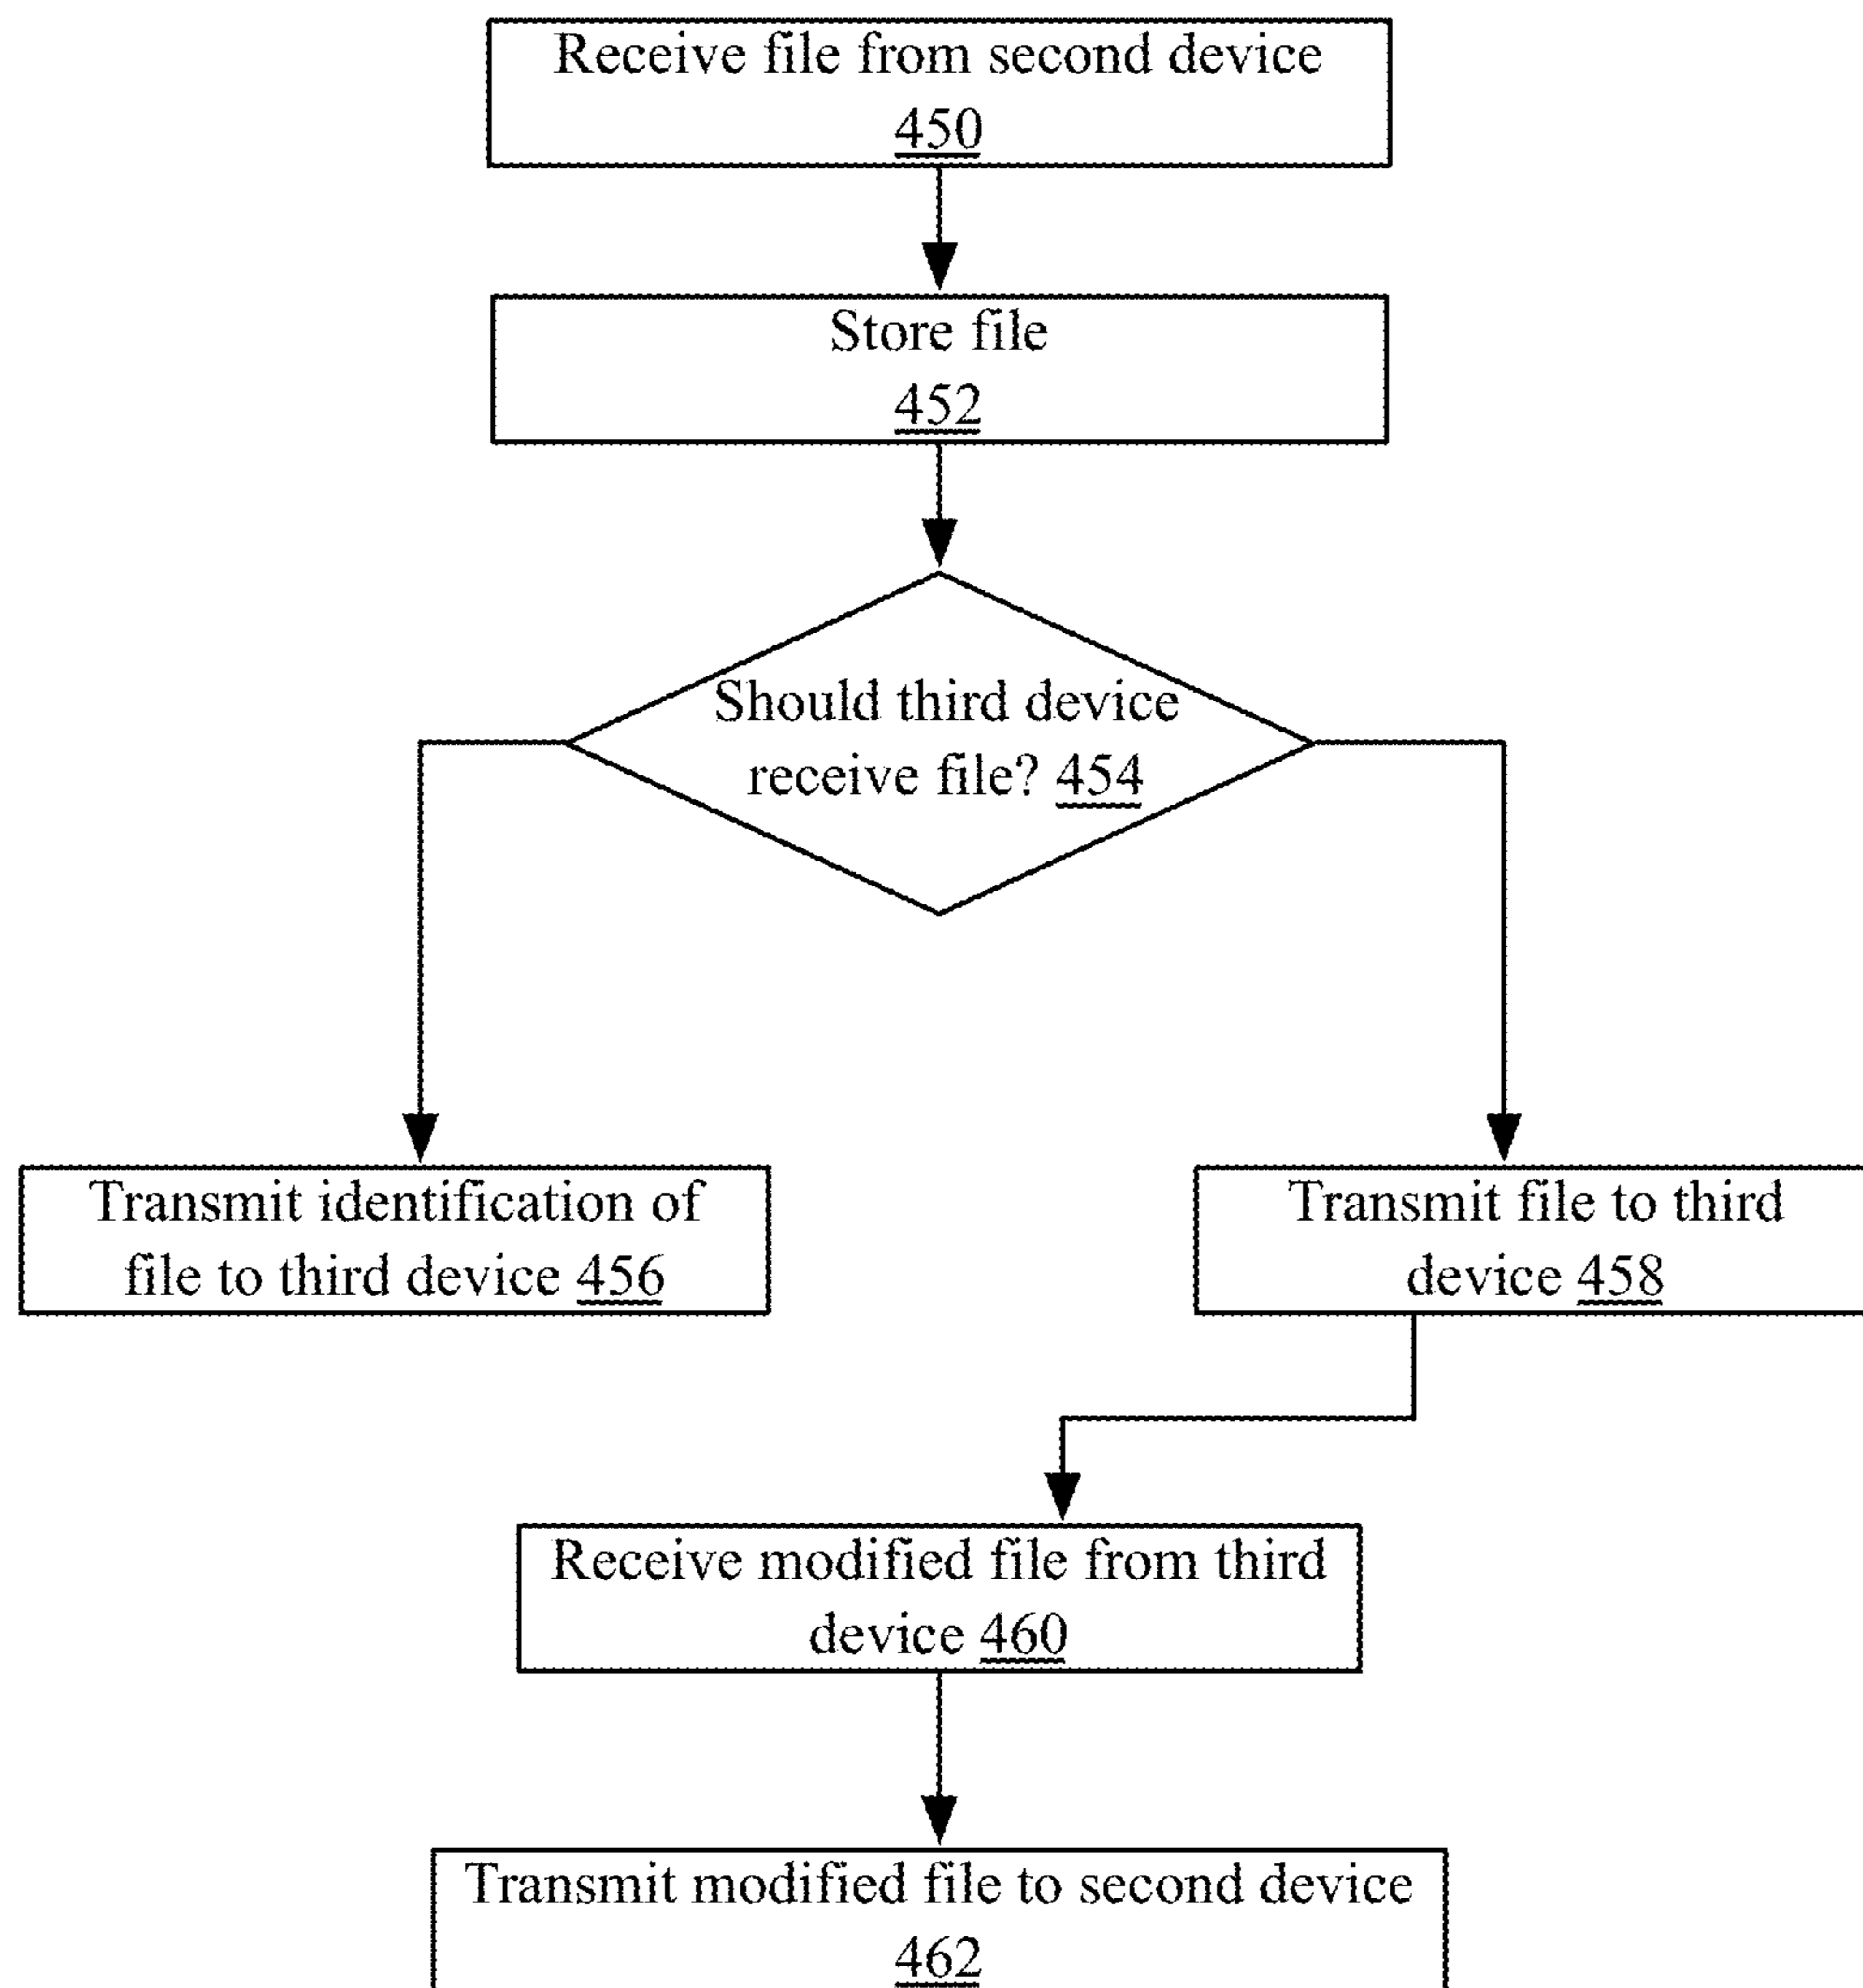 Receive file from second device
450
Store file
452
Should third device
receive file? 454
Transmit identification of
file to third device 456
Transmit file to third
device 458
Receive modified file from third
device 460
Transmit modified file to second device
462